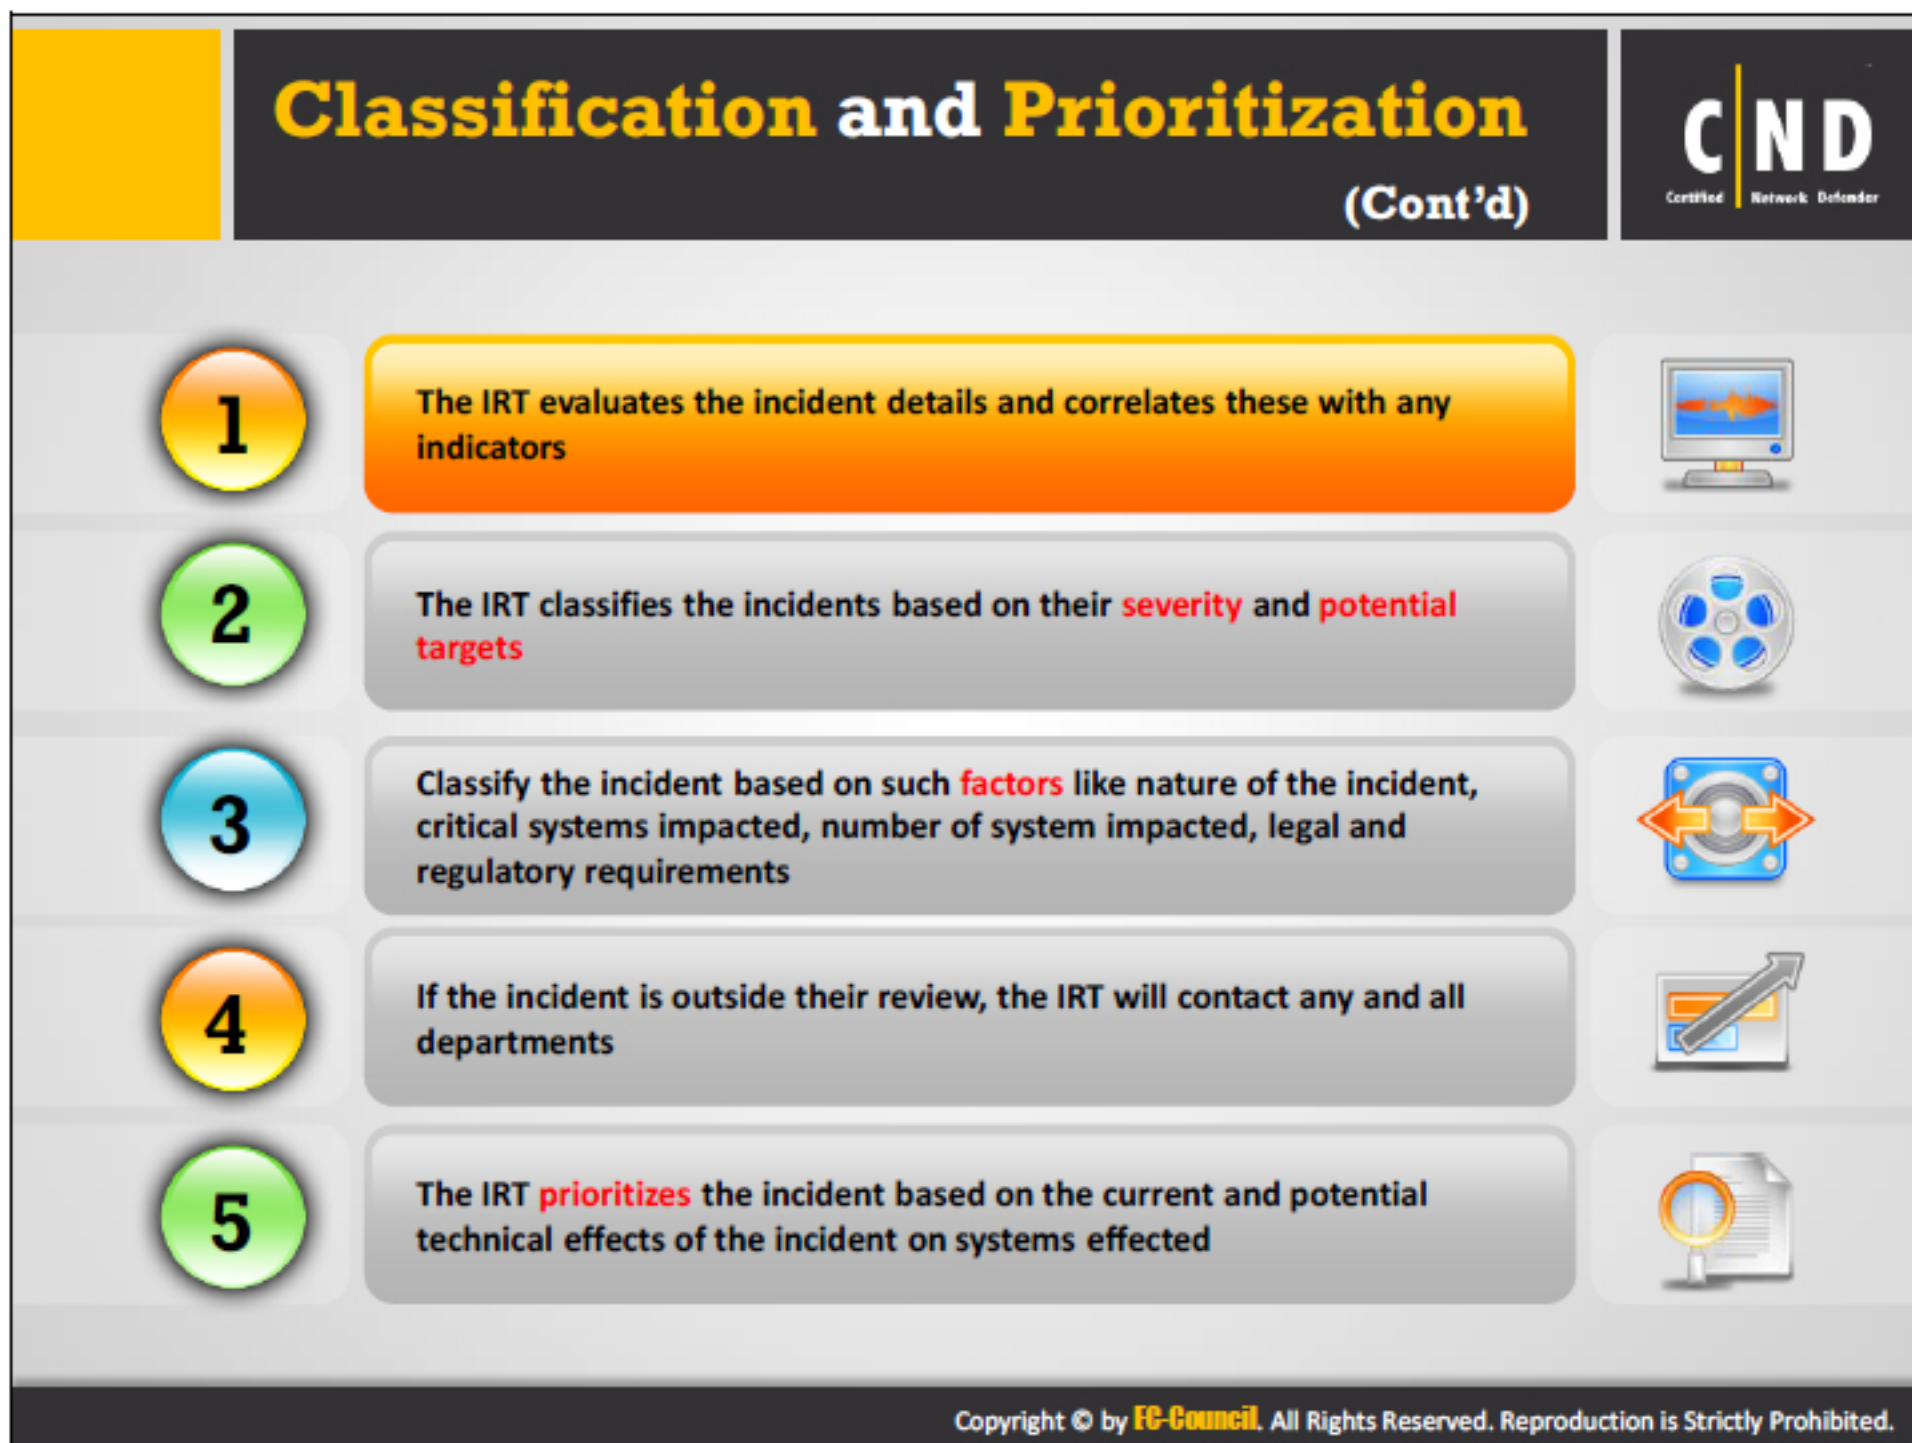 Classification and Prioritization
(Cont’d)
C|ND
Certified Network Defender
1
The IRT evaluates the incident details and correlates these with any
indicators
2
The IRT classifies the incidents based on their severity and potential
targets
3
Classify the incident based on such factors like nature of the incident,
critical systems impacted, number of system impacted, legal and
regulatory requirements
4
If the incident is outside their review, the IRT will contact any and all
departments
5
The IRT prioritizes the incident based on the current and potential
technical effects of the incident on systems effected
Copyright © by EC-Council. All Rights Reserved. Reproduction is Strictly Prohibited.